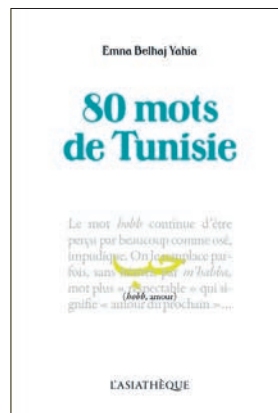 Emna Belhaj Yahia
80 mots
de Tunisie
Le mot hobb continue d'être
perçu par beaucoup comme osé,
impudique. On le remplace par-
fois, sans par m'habba,
mot plus « respectable » qui si-
gnifie « amour du prochain »...
حب
(hobb, amour)
L'ASIATHÈQUE